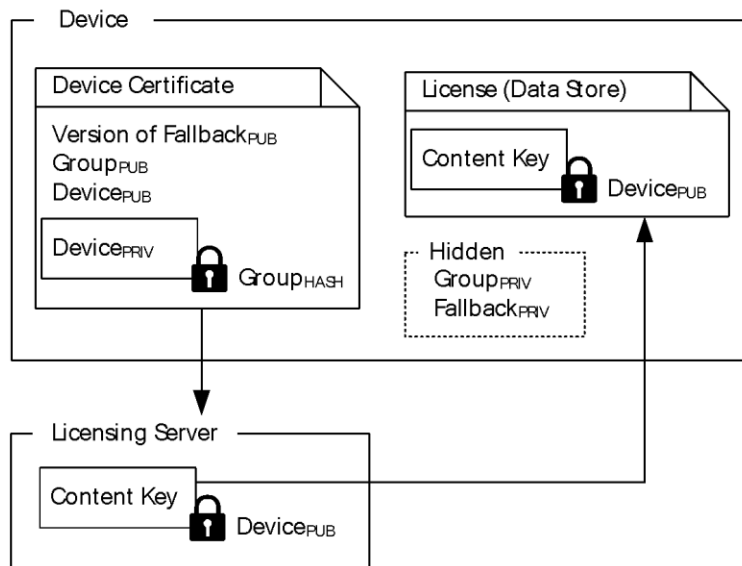 Device
Device Certificate
Version of FallbackPUB
GroupPUB
DevicePUB
DevicePRIV
GroupHASH
License (Data Store)
Content Key
DevicePUB
Hidden
GroupPRIV
FallbackPRIV
Licensing Server
Content Key
DevicePUB